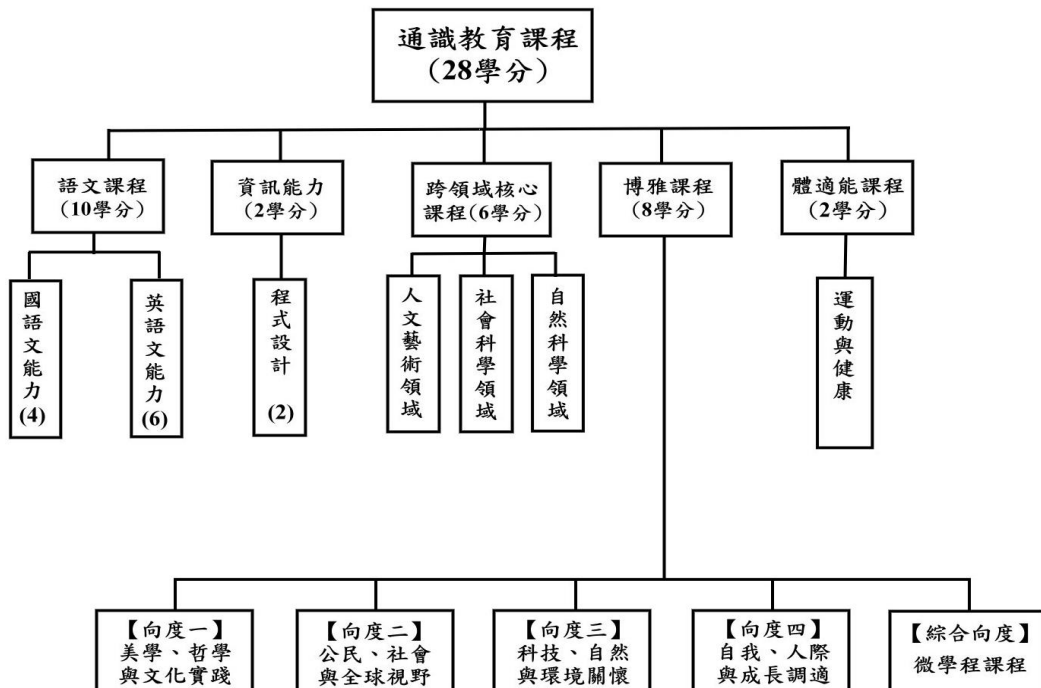 通識教育課程
(28學分)
語文課程
(10學分)
資訊能力
(2學分)
跨領域核心
課程(6學分)
博雅課程
(8學分)
體適能課程
(2學分)
國語文能力
(4)
英語文能力
(6)
程式設計
(2)
人文藝術領域
社會科學領域
自然科學領域
運動與健康
【向度一】
美學、哲學
與文化實踐
【向度二】
公民、社會
與全球視野
【向度三】
科技、自然
與環境關懷
【向度四】
自我、人際
與成長調適
【綜合向度】
微學程課程